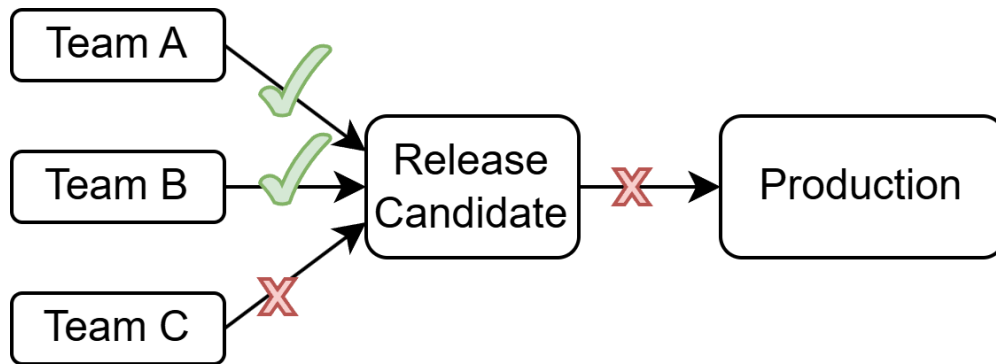 Team A
Team B
Team C
Release
Candidate
Production